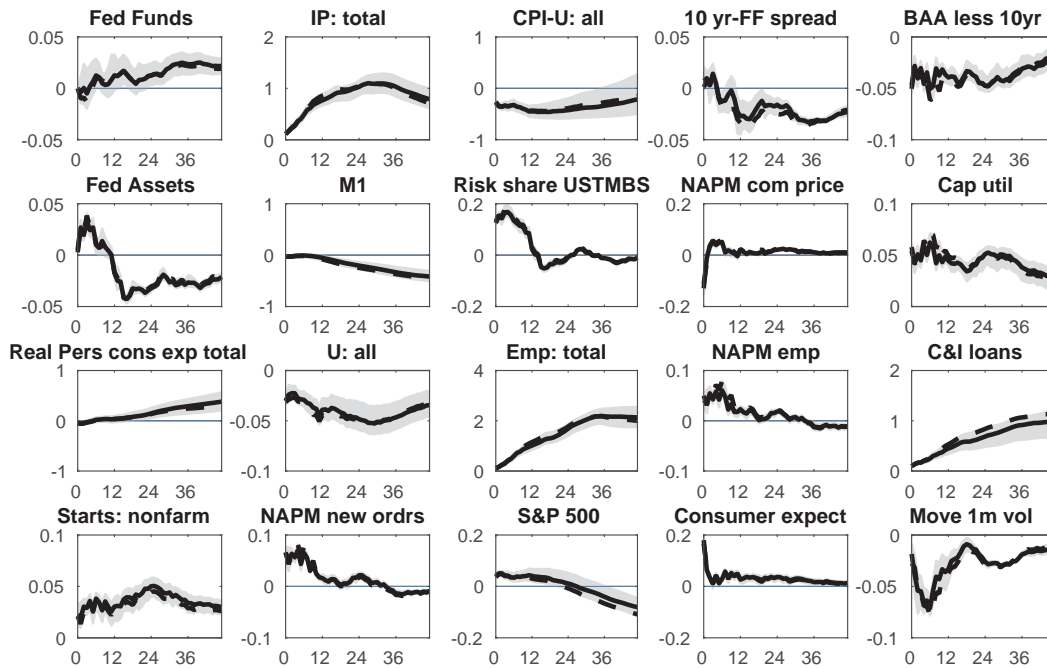 Fed Funds IP: total CPI-U: all 10 yr-FF spread BAA less 10yr
0.05 2 1 0.05 0
0 1 0 0 -0.05
-0.05 0 -1 -0.05 -0.1
0 12 24 36 0 12 24 36 0 12 24 36 0 12 24 36 0 12 24 36
Fed Assets M1 Risk share USTMBS NAPM com price Cap util
0.05 1 0.2 0.2 0.1
0 0 0 0 0.05
-0.05 -1 -0.2 -0.2 0
0 12 24 36 0 12 24 36 0 12 24 36 0 12 24 36 0 12 24 36
Real Pers cons exp total U: all Emp: total NAPM emp C&I loans
1 0 4 0.1 2
0 -0.05 2 0 1
-1 -0.1 0 -0.1 0
0 12 24 36 0 12 24 36 0 12 24 36 0 12 24 36 0 12 24 36
Starts: nonfarm NAPM new ordrs S&P 500 Consumer expect Move 1m vol
0.1 0.1 0.2 0.2 0
0.05 0 0 0 -0.05
0 -0.1 -0.2 -0.2 -0.1
0 12 24 36 0 12 24 36 0 12 24 36 0 12 24 36 0 12 24 36